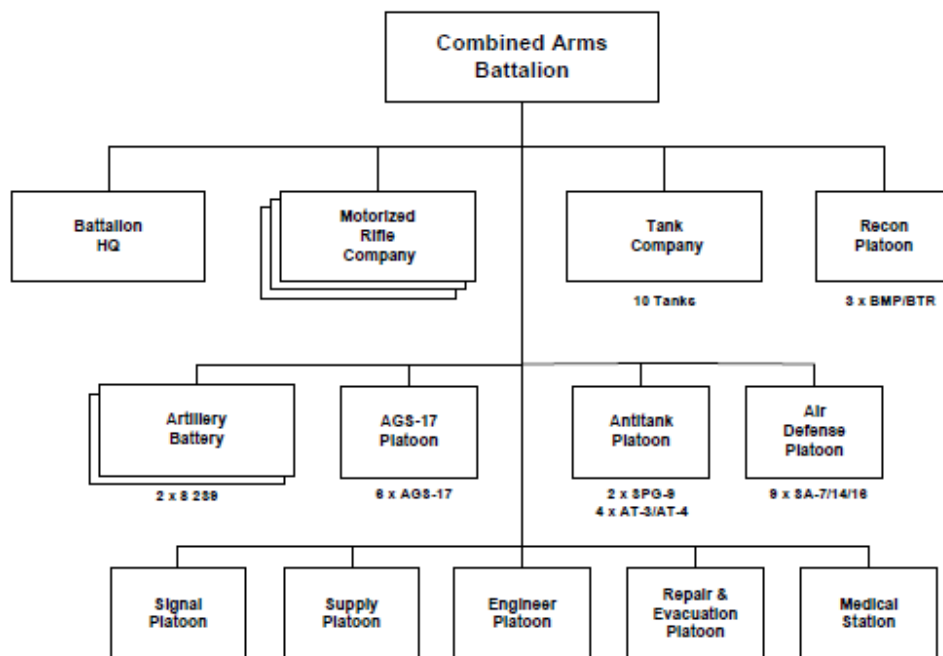 Combined Arms
Battalion
Battalion
HQ
Motorized
Rifle
Company
Tank
Company
10 Tanks
Recon
Platoon
3 x BMP/BTR
Artillery
Battery
2 x 8 2S9
AGS-17
Platoon
6 x AGS-17
Antitank
Platoon
2 x SPG-9
4 x AT-3/AT-4
Air
Defense
Platoon
9 x SA-7/14/16
Signal
Platoon
Supply
Platoon
Engineer
Platoon
Repair &
Evacuation
Platoon
Medical
Station